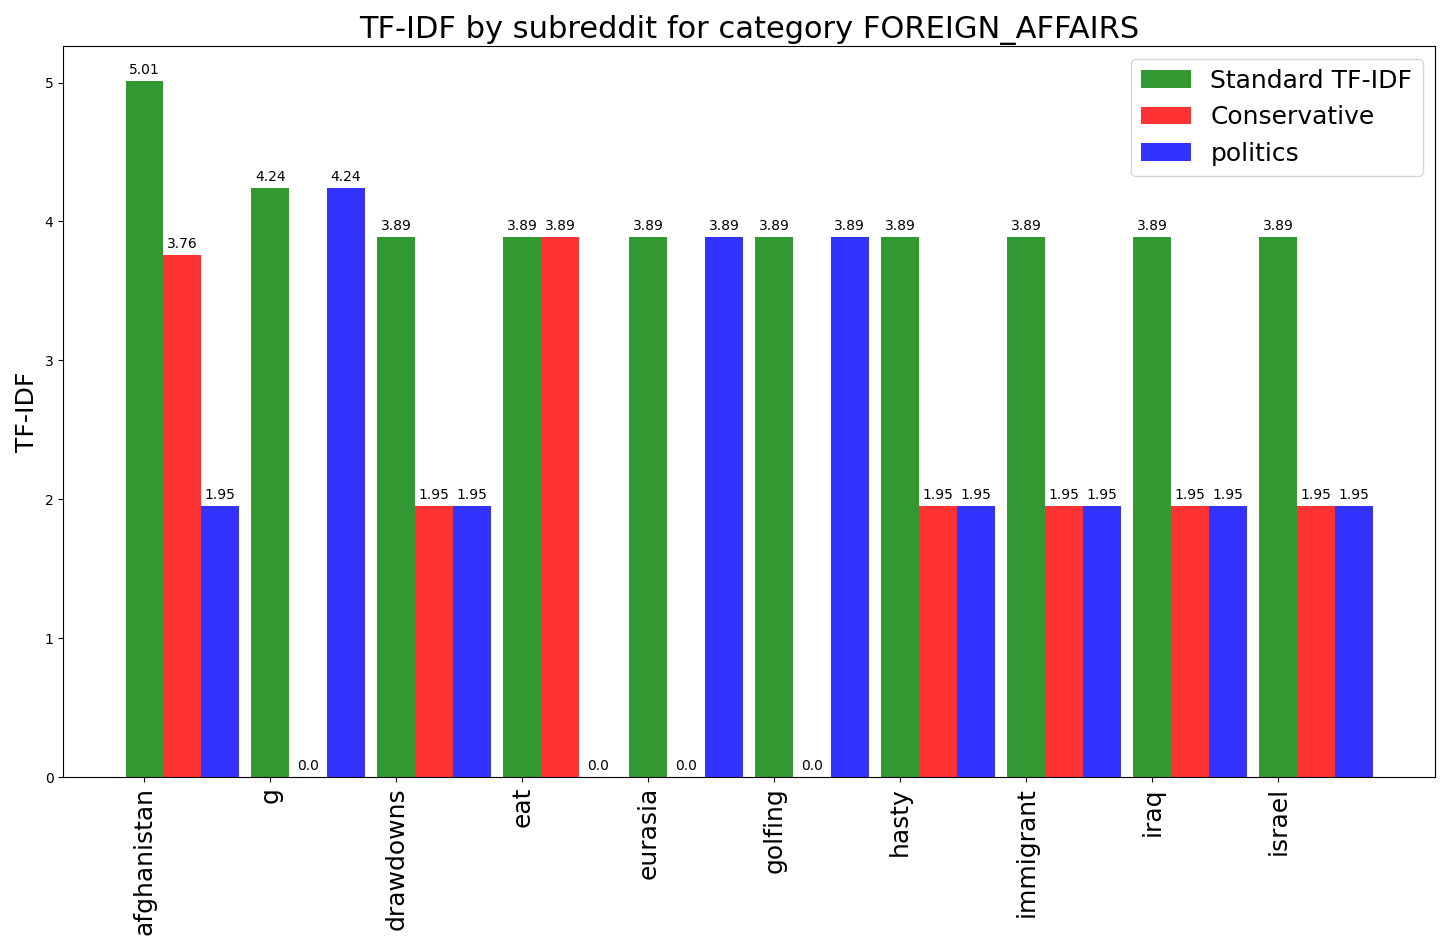 TF-IDF by subreddit for category FOREIGN_AFFAIRS
Standard TF-IDF
Conservative
politics
TF-IDF
5
4
3
2
1
0
5.01
3.76
1.95
4.24
0.0
4.24
3.89
1.95
1.95
3.89
3.89
0.0
3.89
0.0
3.89
3.89
0.0
3.89
3.89
1.95
1.95
3.89
1.95
1.95
3.89
1.95
1.95
3.89
1.95
1.95
afghanistan
g
drawdowns
eat
eurasia
golfing
hasty
immigrant
iraq
israel